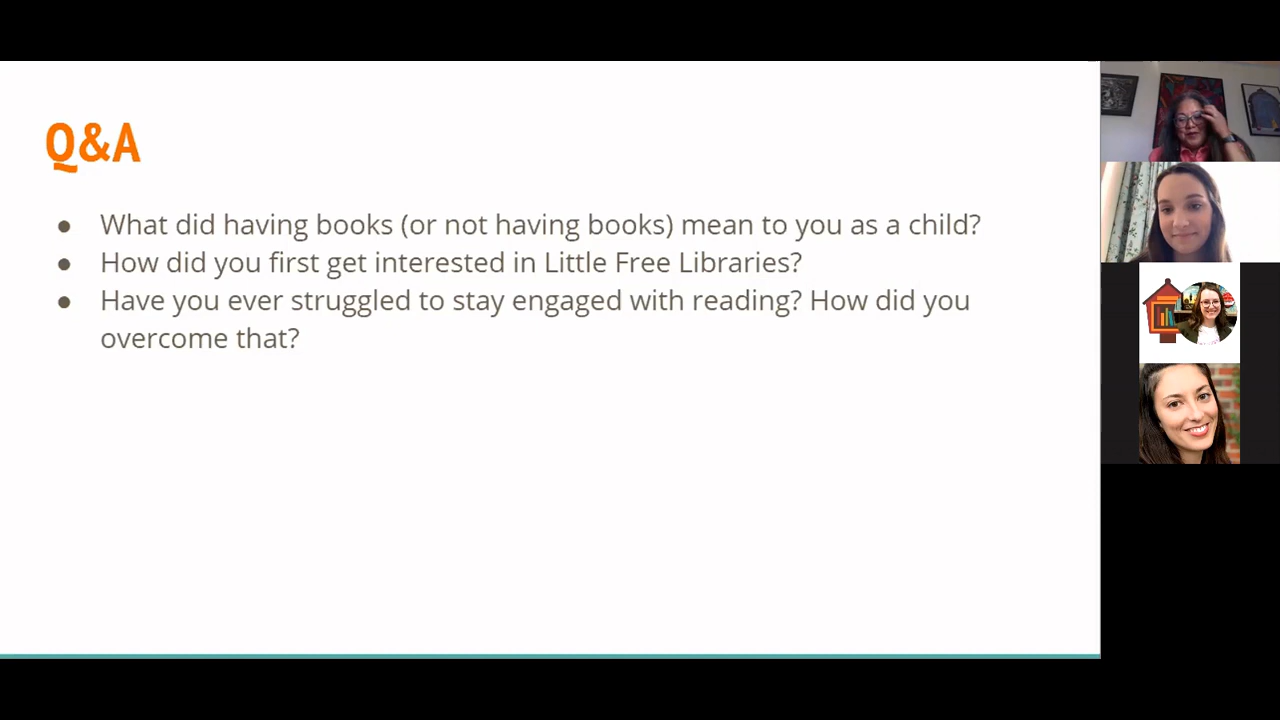 Q&A
● What did having books (or not having books) mean to you as a child?
● How did you first get interested in Little Free Libraries?
● Have you ever struggled to stay engaged with reading? How did you
overcome that?